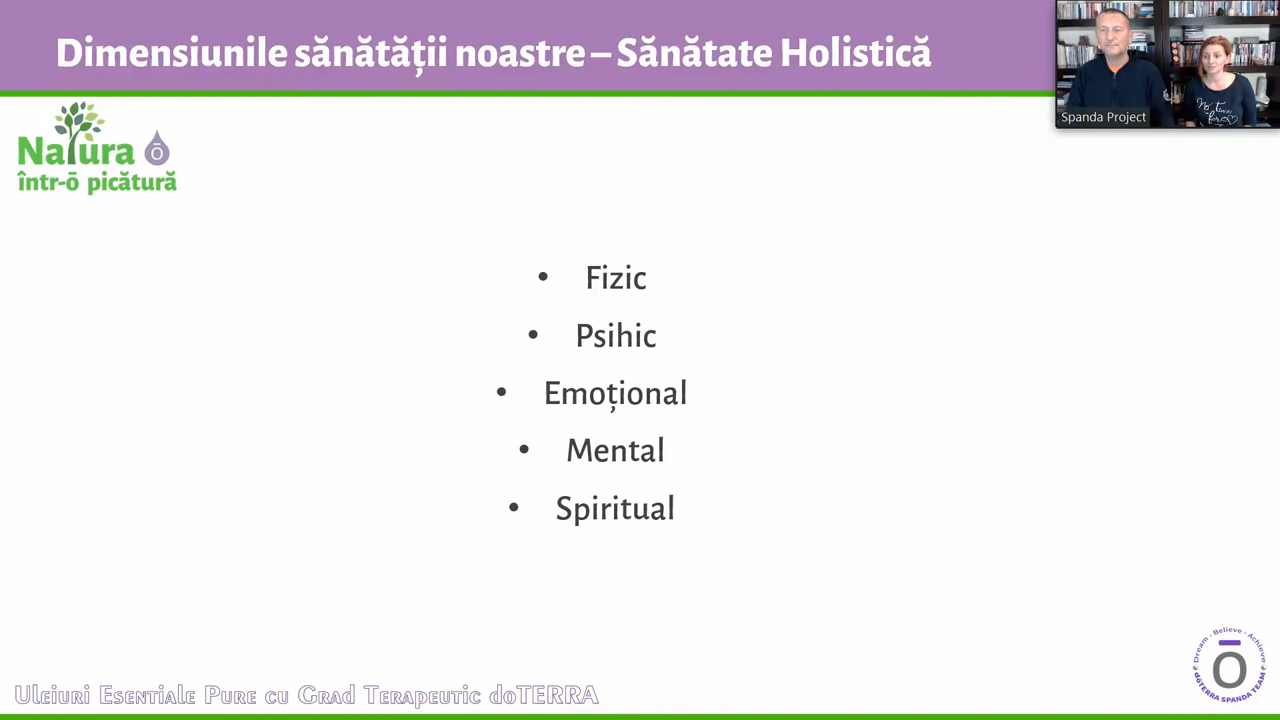 Dimensiunile sănătății noastre – Sănătate Holistică
Spanda Project
Natura ō
într-ō picătură
• Fizic
• Psihic
• Emoțional
• Mental
• Spiritual
Uleiuri Esentiale Pure cu Grad Terapeutic doTERRA
Dream - Believe - Achieve
ō
dōTERRA SPANDA TEAM